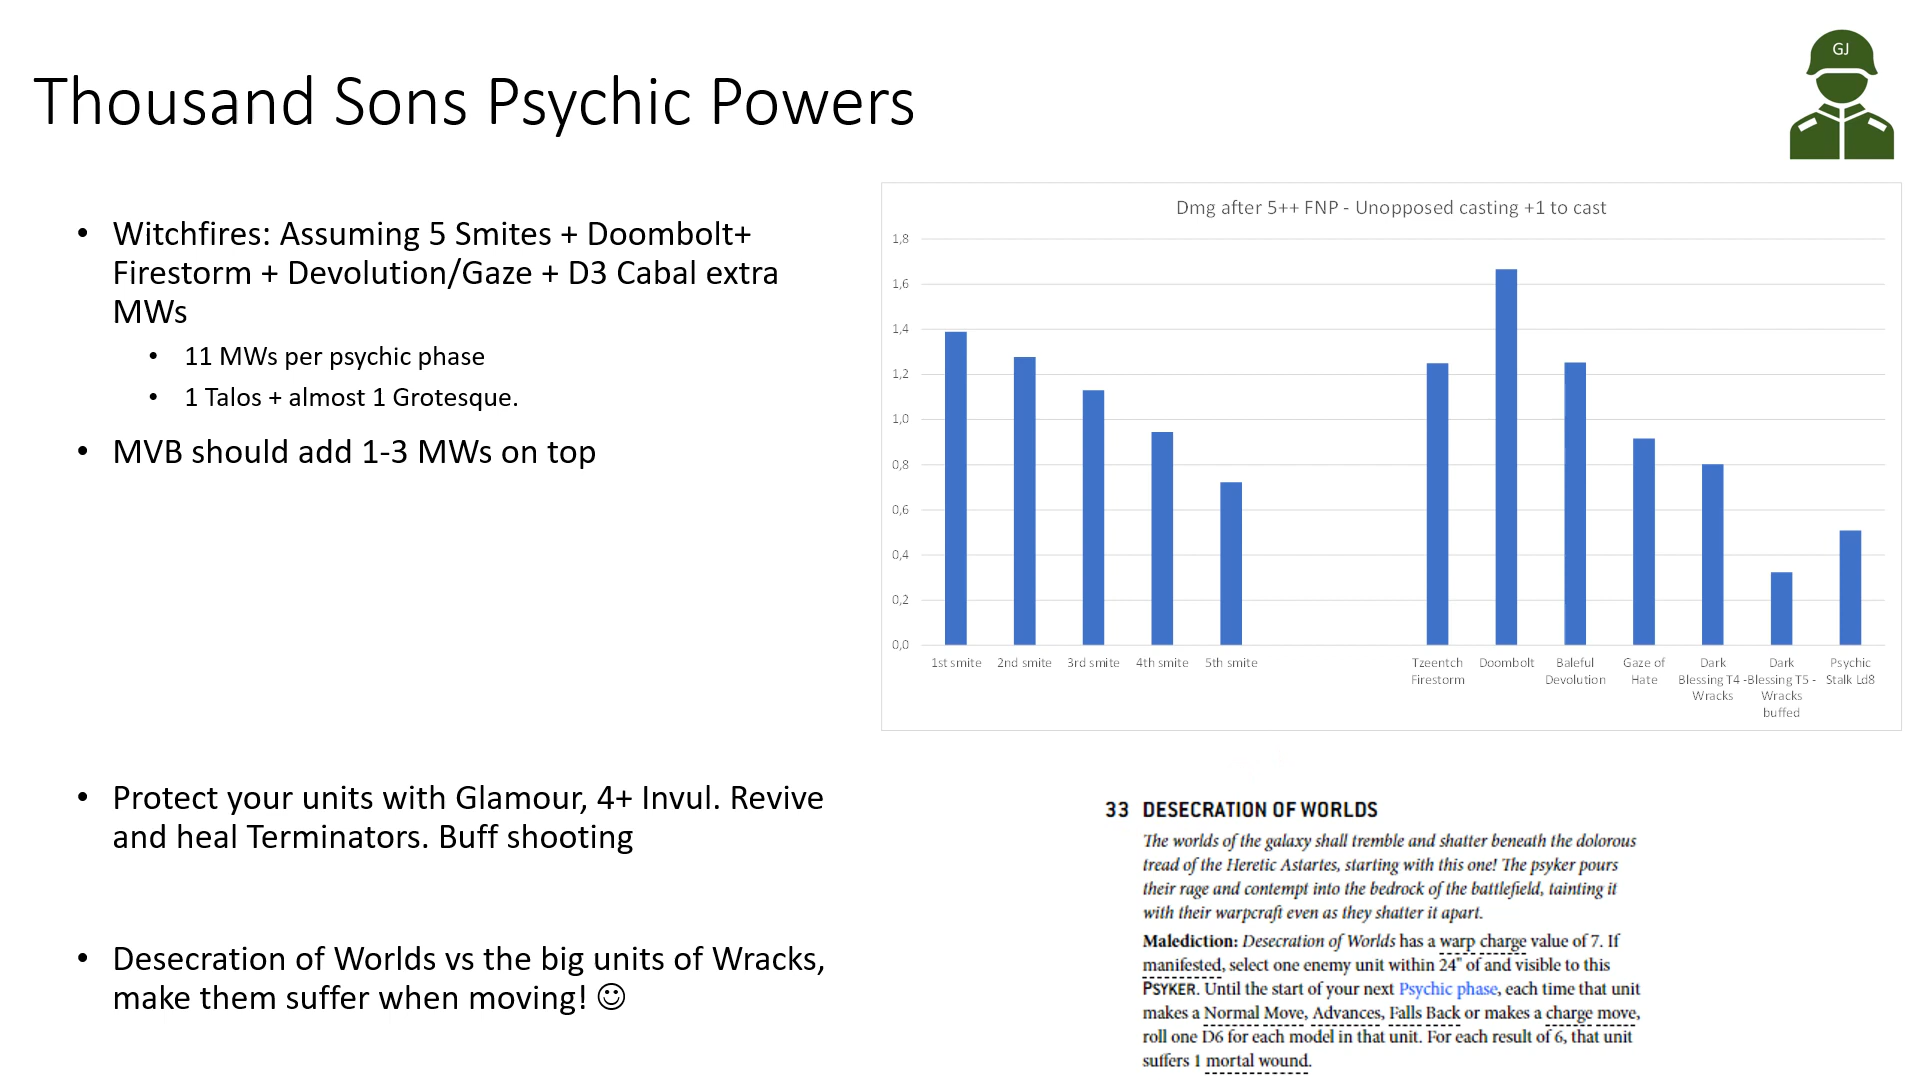 GJ
Thousand Sons Psychic Powers
• Witchfires: Assuming 5 Smites + Doombolt+
Firestorm + Devolution/Gaze + D3 Cabal extra
MWs
• 11 MWs per psychic phase
• 1 Talos + almost 1 Grotesque.
• MVB should add 1-3 MWs on top
• Protect your units with Glamour, 4+ Invul. Revive
and heal Terminators. Buff shooting
• Desecration of Worlds vs the big units of Wracks,
make them suffer when moving! ☺
Dmg after 5++ FNP - Unopposed casting +1 to cast
1,8
1,6
1,4
1,2
1,0
0,8
0,6
0,4
0,2
0,0
1st smite
2nd smite
3rd smite
4th smite
5th smite
Tzeentch
Firestorm
Doombolt
Baleful
Devolution
Gaze of
Hate
Dark
Blessing T4 -
Wracks
Dark
Blessing T5 -
Wracks
buffed
Psychic
Stalk Ld8
33 DESECRATION OF WORLDS
The worlds of the galaxy shall tremble and shatter beneath the dolorous
tread of the Heretic Astartes, starting with this one! The psyker pours
their rage and contempt into the bedrock of the battlefield, tainting it
with their warpcraft even as they shatter it apart.
Malediction: Desecration of Worlds has a warp charge value of 7. If
manifested, select one enemy unit within 24" of and visible to this
PSYKER. Until the start of your next Psychic phase, each time that unit
makes a Normal Move, Advances, Falls Back or makes a charge move,
roll one D6 for each model in that unit. For each result of 6, that unit
suffers 1 mortal wound.